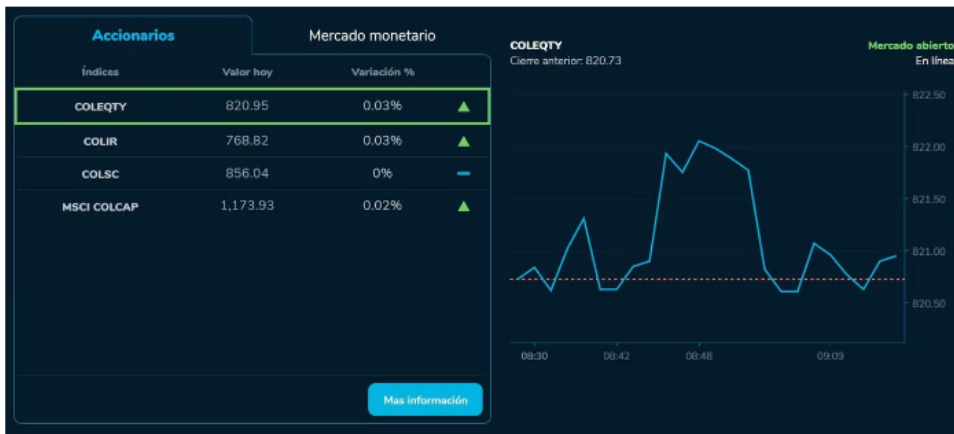 Accionarios
Mercado monetario
Índices Valor hoy Variación %
COLEQTY 820.95 0.03%
COLIR 768.82 0.03%
COLSC 856.04 0%
MSCI COLCAP 1,173.93 0.02%
Mas información
COLEQTY
Cierre anterior: 820.73
Mercado abierto
En línea
822.50
822.00
821.50
821.00
820.50
08:30 08:42 08:48 09:09